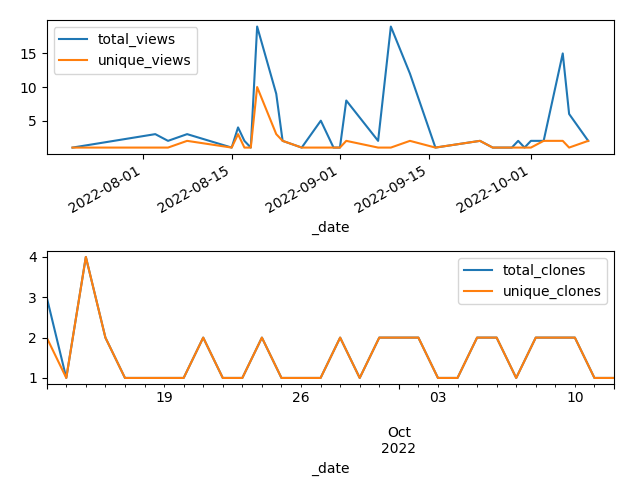 total_views
unique_views
15
10
5
2022-08-01
2022-08-15
2022-09-01
2022-09-15
2022-10-01
_date
total_clones
unique_clones
4
3
2
1
19
26
03
10
Oct
2022
_date